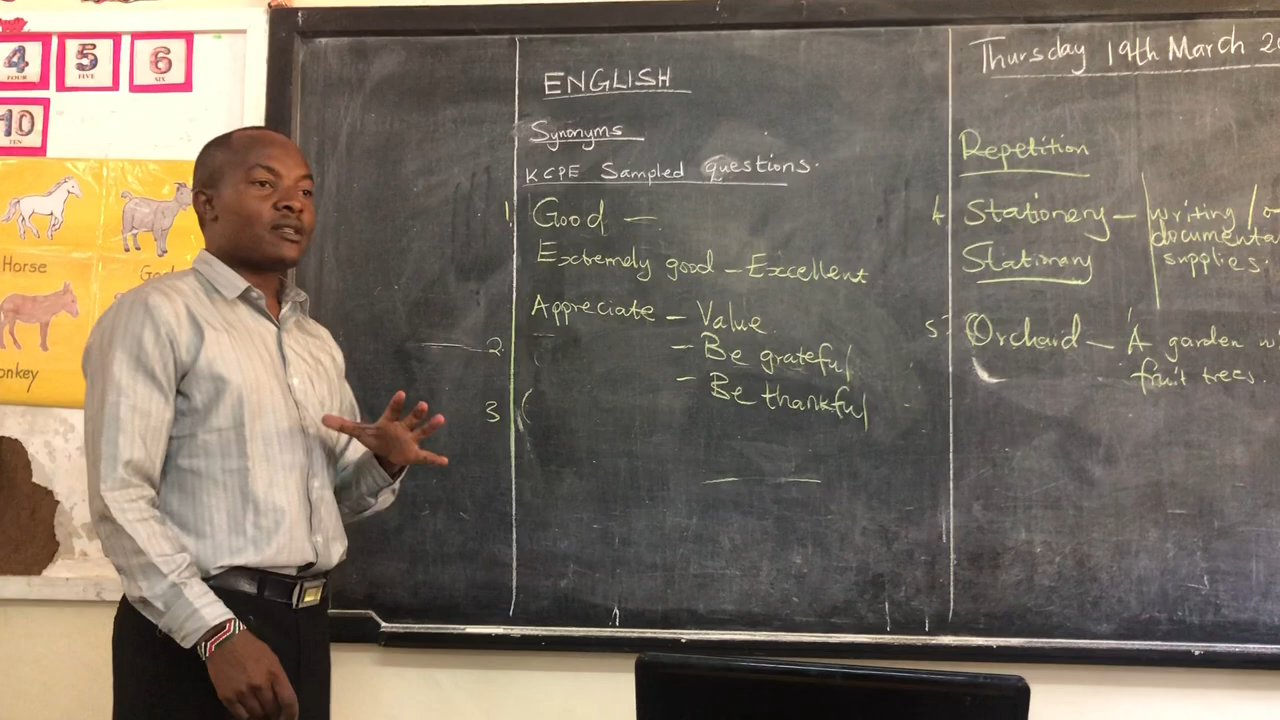 4
FOUR
5
FIVE
6
SIX
10
TEN
Horse
onkey
ENGLISH
Synonyms
KCPE Sampled questions.
1 Good —
Extremely good – Excellent
Appreciate – Value
2. – Be grateful
– Be thankful
3 (
Thursday 19th March 2
Repetition
4 Stationery – writing / o
documenta
supplies.
Stationary
5 Orchard – A garden w
fruit trees.